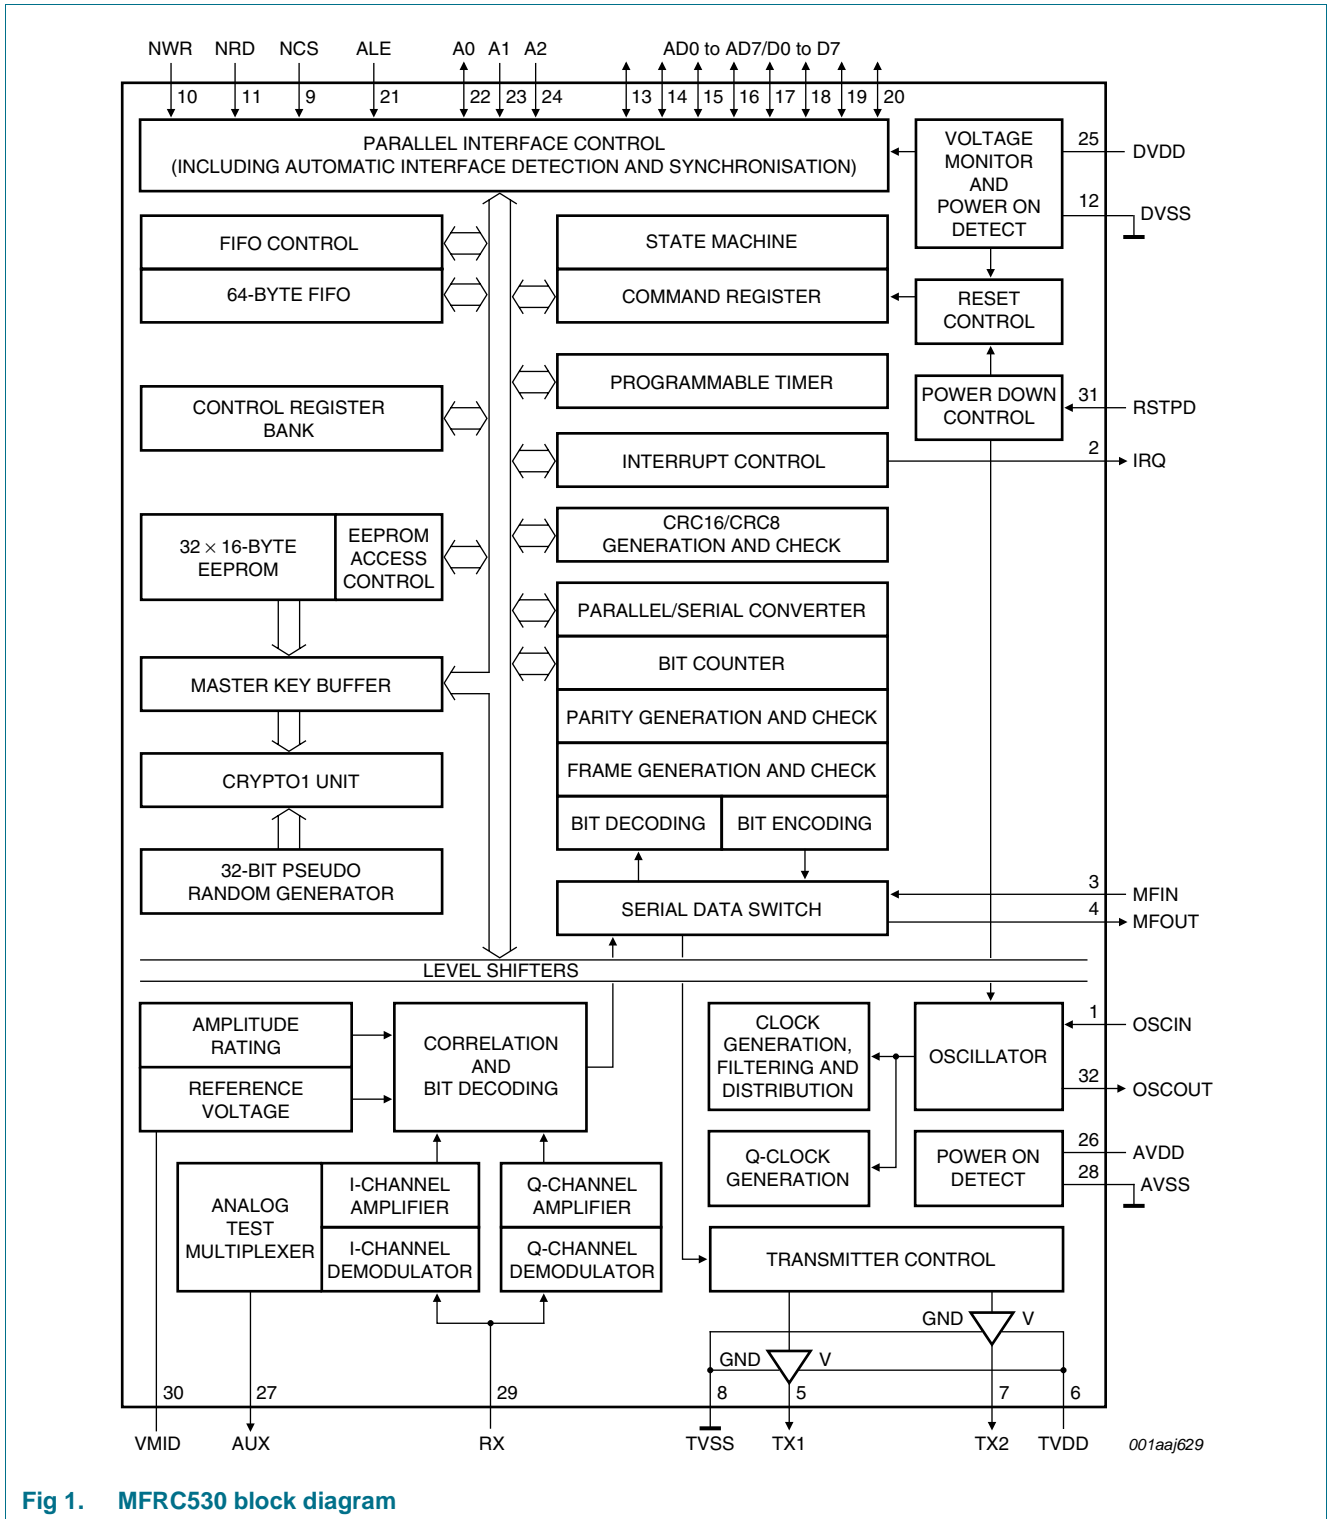 NWR NRD NCS ALE A0 A1 A2 AD0 to AD7/D0 to D7
10 11 9 21 22 23 24 13 14 15 16 17 18 19 20
PARALLEL INTERFACE CONTROL
(INCLUDING AUTOMATIC INTERFACE DETECTION AND SYNCHRONISATION)
VOLTAGE
MONITOR
AND
POWER ON
DETECT
25
DVDD
12
DVSS
FIFO CONTROL
64-BYTE FIFO
STATE MACHINE
COMMAND REGISTER
RESET
CONTROL
PROGRAMMABLE TIMER
CONTROL REGISTER
BANK
POWER DOWN
CONTROL
31
RSTPD
INTERRUPT CONTROL
2
IRQ
CRC16/CRC8
GENERATION AND CHECK
32 × 16-BYTE
EEPROM
EEPROM
ACCESS
CONTROL
PARALLEL/SERIAL CONVERTER
BIT COUNTER
MASTER KEY BUFFER
PARITY GENERATION AND CHECK
FRAME GENERATION AND CHECK
CRYPTO1 UNIT
BIT DECODING
BIT ENCODING
32-BIT PSEUDO
RANDOM GENERATOR
SERIAL DATA SWITCH
3
MFIN
4
MFOUT
LEVEL SHIFTERS
AMPLITUDE
RATING
REFERENCE
VOLTAGE
CORRELATION
AND
BIT DECODING
CLOCK
GENERATION,
FILTERING AND
DISTRIBUTION
OSCILLATOR
1
OSCIN
32
OSCOUT
Q-CLOCK
GENERATION
POWER ON
DETECT
26
AVDD
28
AVSS
ANALOG
TEST
MULTIPLEXER
I-CHANNEL
AMPLIFIER
I-CHANNEL
DEMODULATOR
Q-CHANNEL
AMPLIFIER
Q-CHANNEL
DEMODULATOR
TRANSMITTER CONTROL
GND V
GND V
30 27 29 8 5 7 6
VMID AUX RX TVSS TX1 TX2 TVDD
001aaj629
Fig 1. MFRC530 block diagram